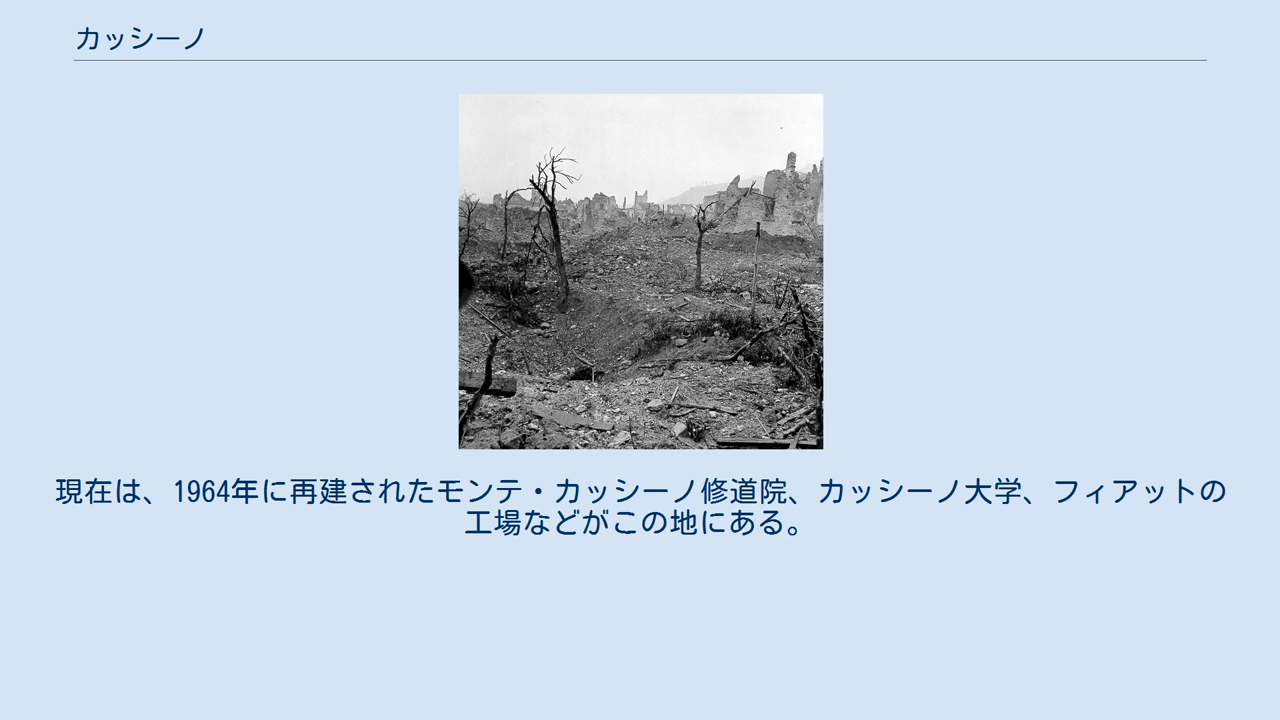 カッシーノ
現在は、1964年に再建されたモンテ・カッシーノ修道院、カッシーノ大学、フィアットの
工場などがこの地にある。